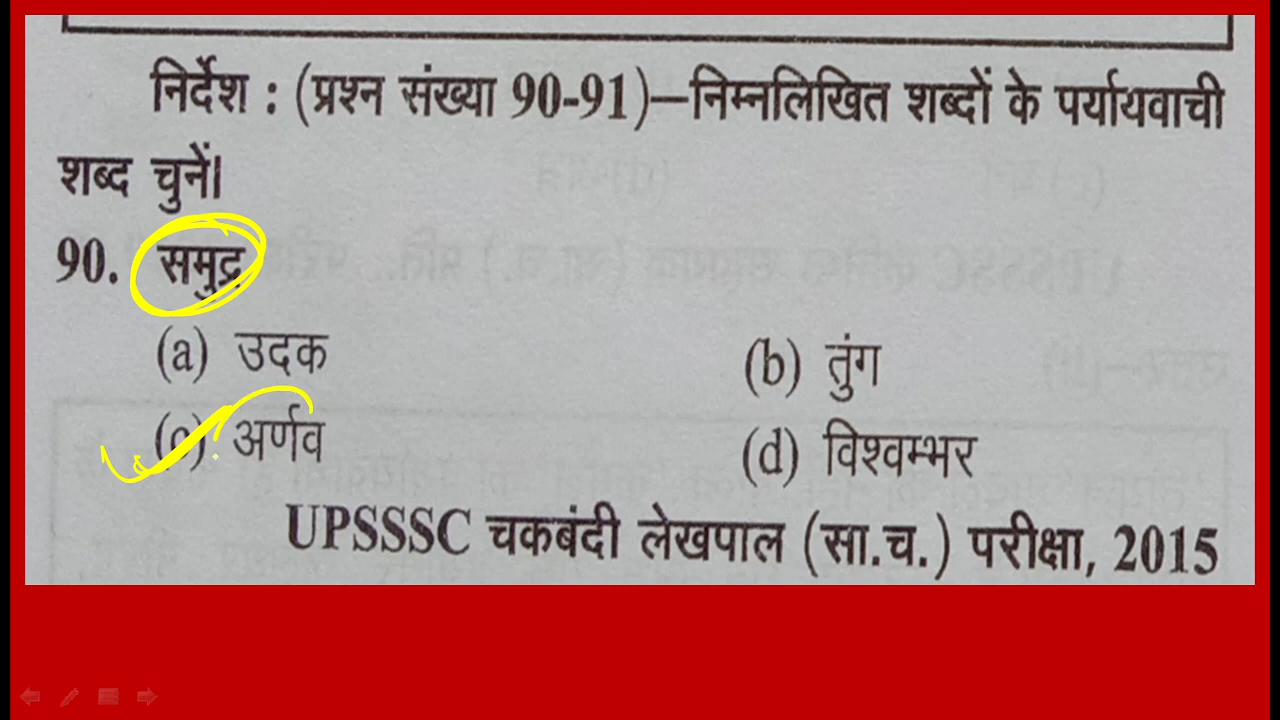 निर्देश : (प्रश्न संख्या 90-91)—निम्नलिखित शब्दों के पर्यायवाची
शब्द चुनें।
90. समुद्र
(a) उदक (b) तुंग
(c) अर्णव (d) विश्वम्भर
UPSSSC चकबंदी लेखपाल (सा.च.) परीक्षा, 2015